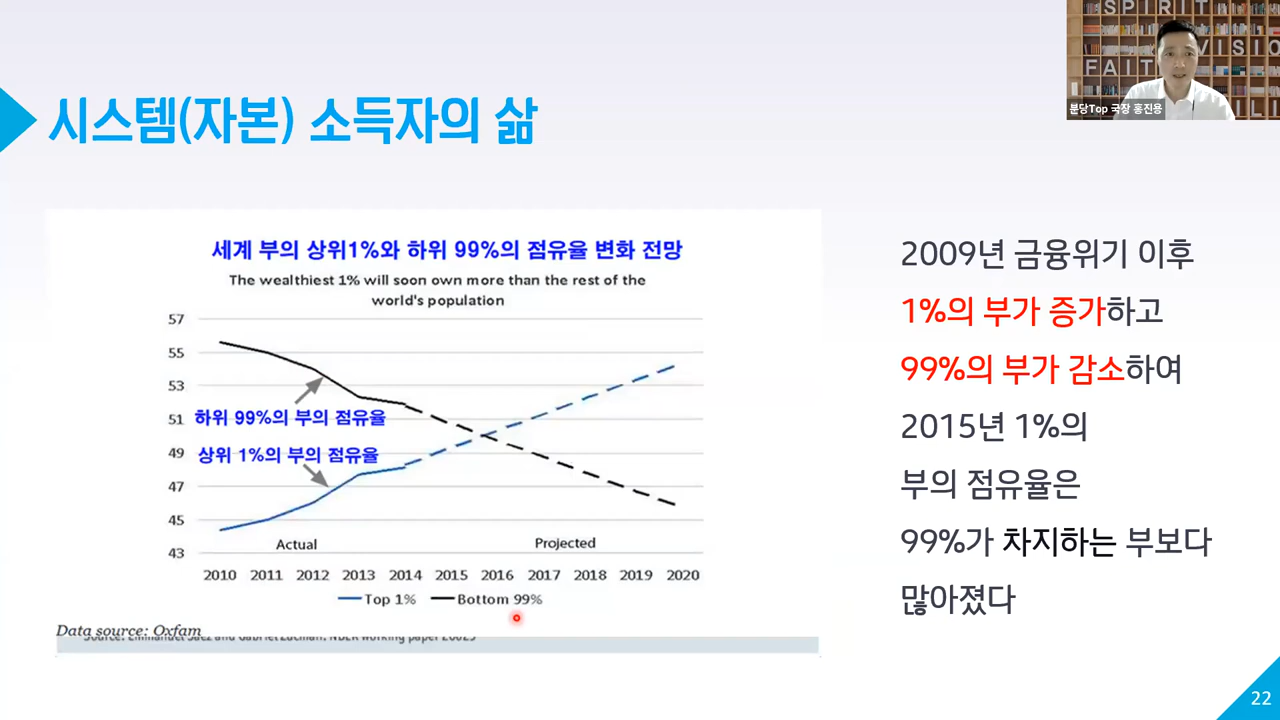 SPIRIT
VISIO
FAIT
분당Top 국장 홍진용
시스템(자본) 소득자의 삶
세계 부의 상위1%와 하위 99%의 점유율 변화 전망
The wealthiest 1% will soon own more than the rest of the
world's population
57
55
53
51
49
47
45
43
하위 99%의 부의 점유율
상위 1%의 부의 점유율
Actual
Projected
2010 2011 2012 2013 2014 2015 2016 2017 2018 2019 2020
Top 1% Bottom 99%
Data source: Oxfam
Source: Emmanuel Saez and Gabriel Zucman, NBER working paper 20625
2009년 금융위기 이후
1%의 부가 증가하고
99%의 부가 감소하여
2015년 1%의
부의 점유율은
99%가 차지하는 부보다
많아졌다
22